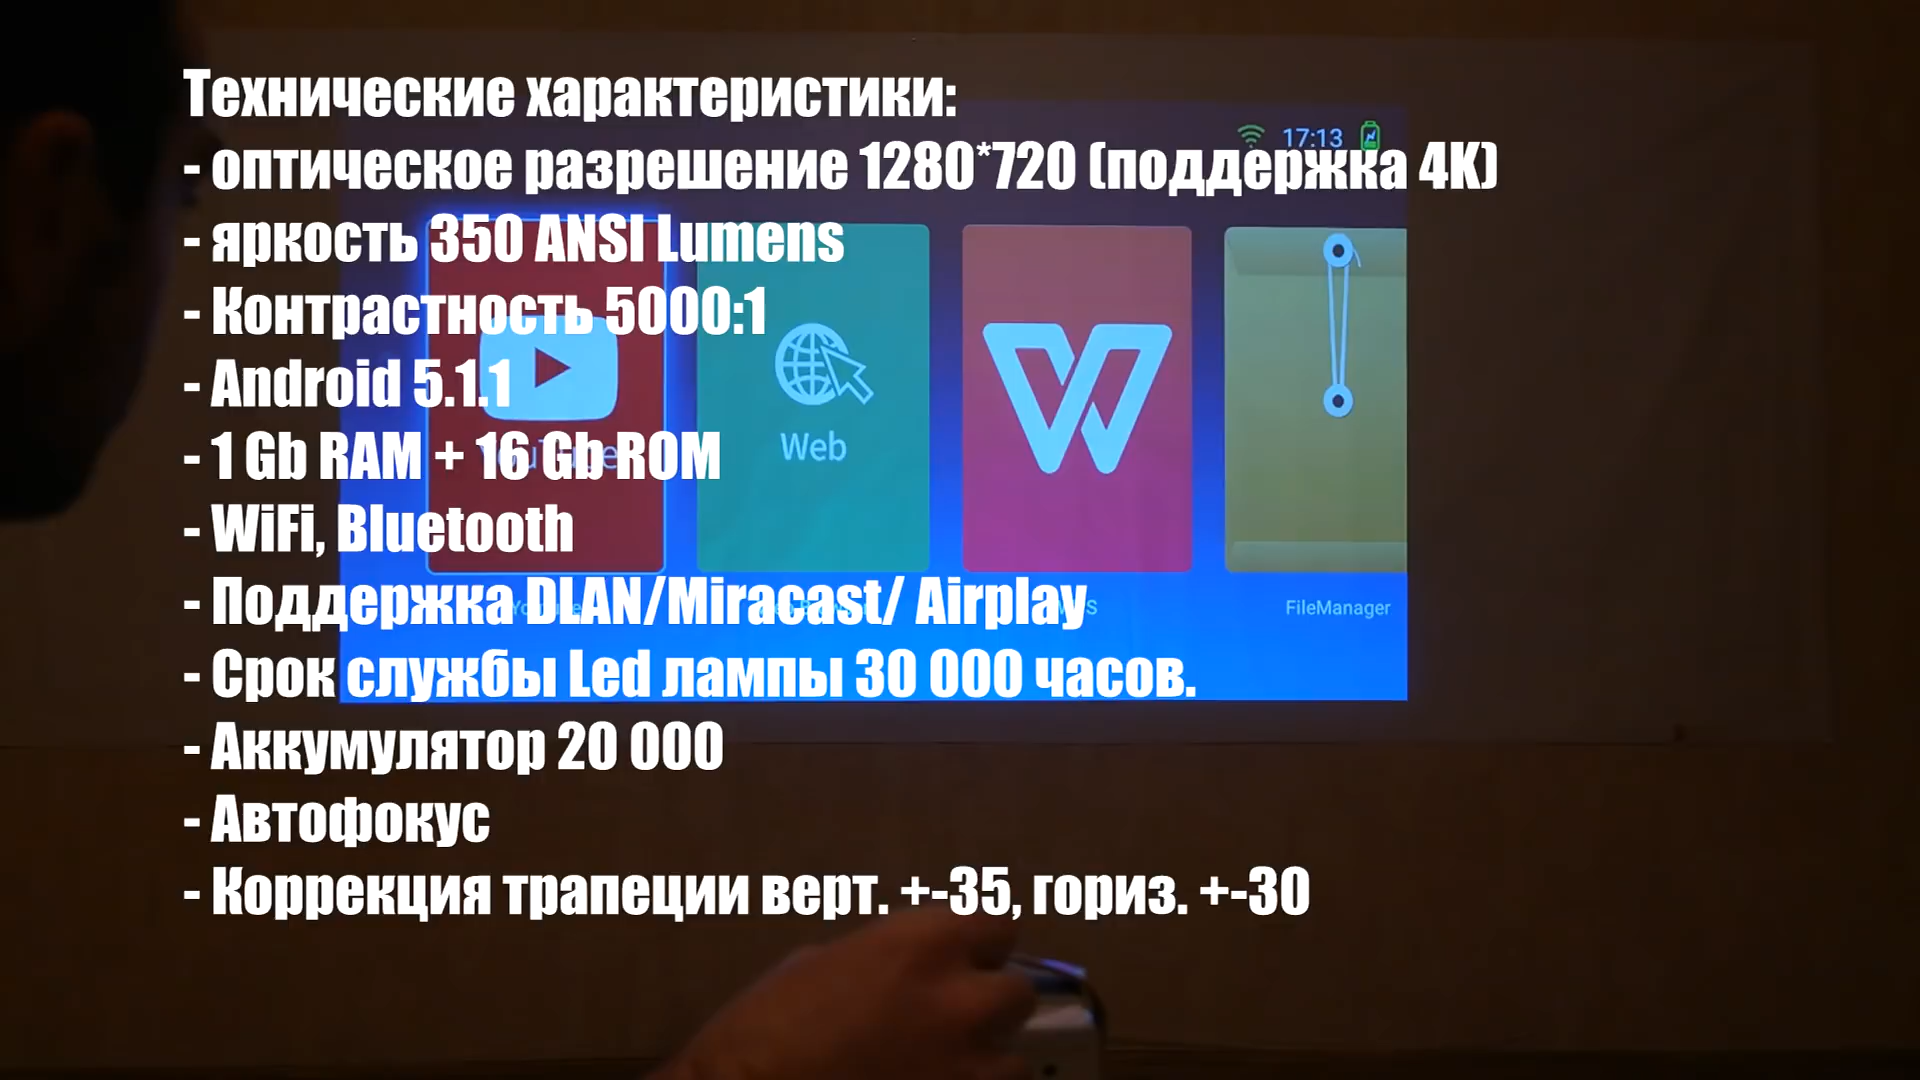 Технические характеристики:
17:13
- оптическое разрешение 1280*720 (поддержка 4K)
- яркость 350 ANSI Lumens
- Контрастность 5000:1
- Android 5.1.1
Web
- 1 Gb RAM + 16 Gb ROM
- WiFi, Bluetooth
- Поддержка DLAN/Miracast/ Airplay
FileManager
- Срок службы Led лампы 30 000 часов.
- Аккумулятор 20 000
- Автофокус
- Коррекция трапеции верт. +-35, гориз. +-30